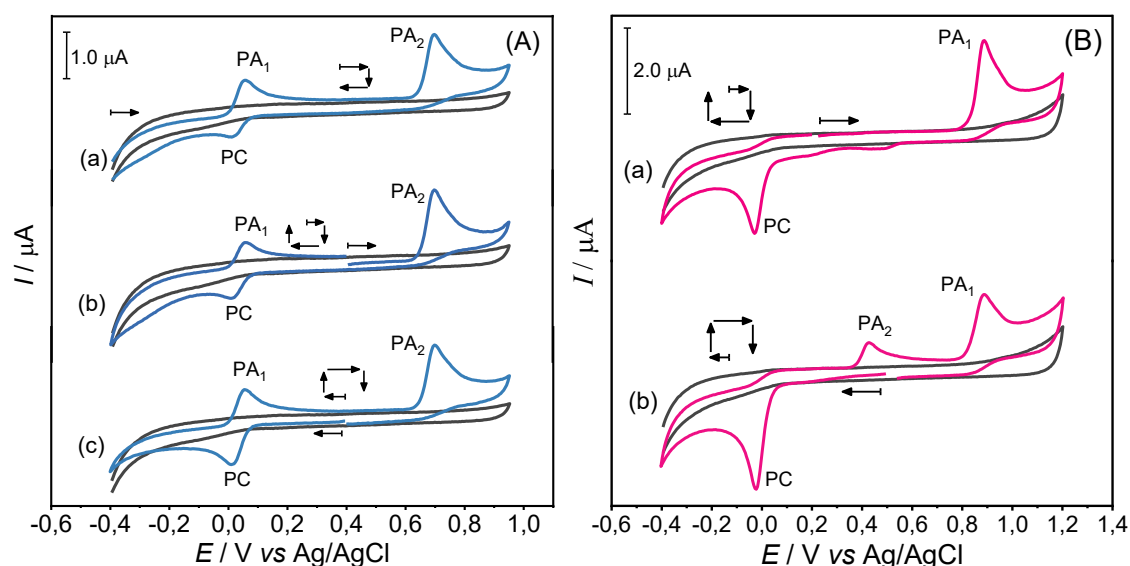 (A)
1.0 μA
PA1
PA2
(a)
PC
PA1
PA2
(b)
PC
PA1
PA2
(c)
PC
I / μA
-0,6 -0,4 -0,2 0,0 0,2 0,4 0,6 0,8 1,0
E / V vs Ag/AgCl
(B)
2.0 μA
PA1
(a)
PC
PA1
PA2
(b)
PC
I / μA
-0,6 -0,4 -0,2 0,0 0,2 0,4 0,6 0,8 1,0 1,2 1,4
E / V vs Ag/AgCl